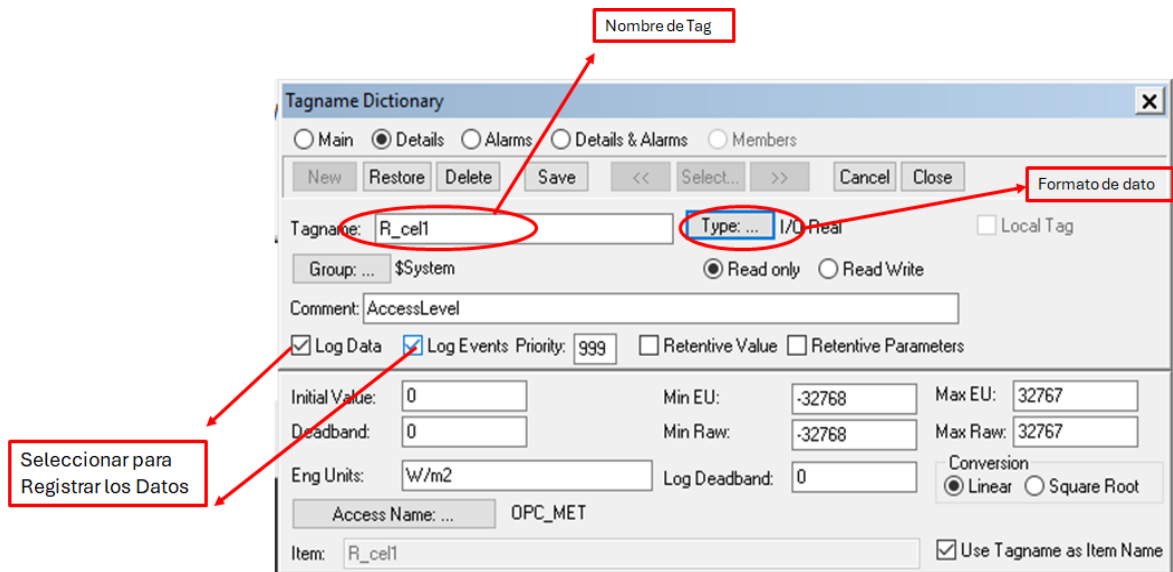 Nombre de Tag
Tagname Dictionary
Main Details Alarms Details & Alarms Members
New Restore Delete Save << Select... >> Cancel Close
Formato de dato
Tagname: R_cel1 Type: ... I/O Real Local Tag
Group: ... $System Read only Read Write
Comment: AccessLevel
Log Data Log Events Priority: 999 Retentive Value Retentive Parameters
Initial Value: 0 Min EU: -32768 Max EU: 32767
Deadband: 0 Min Raw: -32768 Max Raw: 32767
Seleccionar para
Registrar los Datos
Eng Units: W/m2 Log Deadband: 0 Conversion
Linear Square Root
Access Name: ... OPC_MET
Item: R_cel1 Use Tagname as Item Name